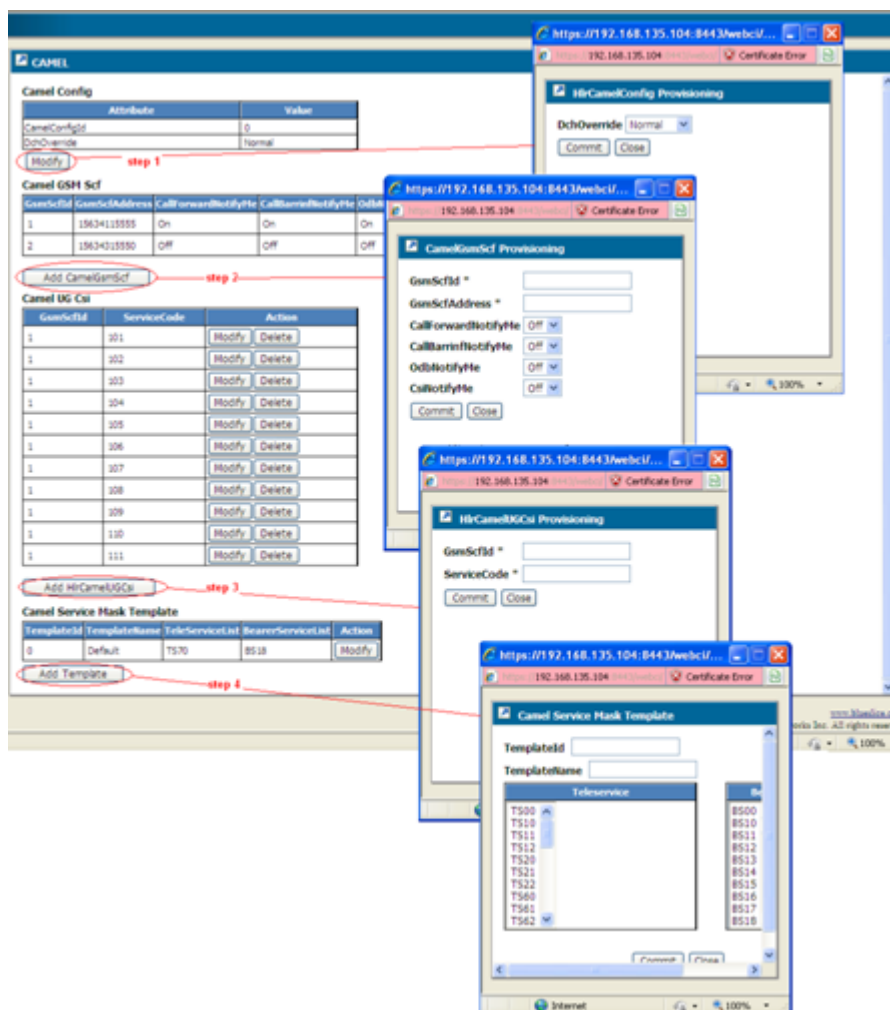 CAMEL
Camel Config
Attribute Value
CamelConfigId 0
DchOverride Normal
Modify step 1
Camel GSM Scf
GsmScfId GsmScfAddress CallForwardNotifyMe CallBarrinfNotifyMe
1 15634115555 On On On
2 15634315550 Off Off Off
Add CamelGsmScf step 2
Camel UG Csi
GsmScfId ServiceCode Action
1 101 Modify Delete
1 102 Modify Delete
1 103 Modify Delete
1 104 Modify Delete
1 105 Modify Delete
1 106 Modify Delete
1 107 Modify Delete
1 108 Modify Delete
1 109 Modify Delete
1 110 Modify Delete
1 111 Modify Delete
Add HlrCamelUGCsi step 3
Camel Service Mask Template
TemplateId TemplateName TeleServiceList BearerServiceList Action
0 Default TS70 BS18 Modify
Add Template step 4
All rights
100%
https://192.168.135.104:8443/webci/...
192.168.135.104 Certificate Error
HlrCamelConfig Provisioning
DchOverride Normal
Commit Close
100%
https://192.168.135.104:8443/webci/...
192.168.135.104 Certificate Error
CamelGsmScf Provisioning
GsmScfId *
GsmScfAddress *
CallForwardNotifyMe Off
CallBarrinfNotifyMe Off
OdbNotifyMe Off
CsiNotifyMe Off
Commit Close
https://192.168.135.104:8443/webci/...
192.168.135.104 Certificate Error
HlrCamelUGCsi Provisioning
GsmScfId *
ServiceCode *
Commit Close
https://192.168.135.104:8443/webci/...
192.168.135.104 Certificate Error
Camel Service Mask Template
TemplateId
TemplateName
Teleservice
TS00 BS00
TS10 BS10
TS11 BS11
TS12 BS12
TS20 BS13
TS21 BS14
TS22 BS15
TS60 BS16
TS61 BS17
TS62 BS18
Commit Close
Internet 100%